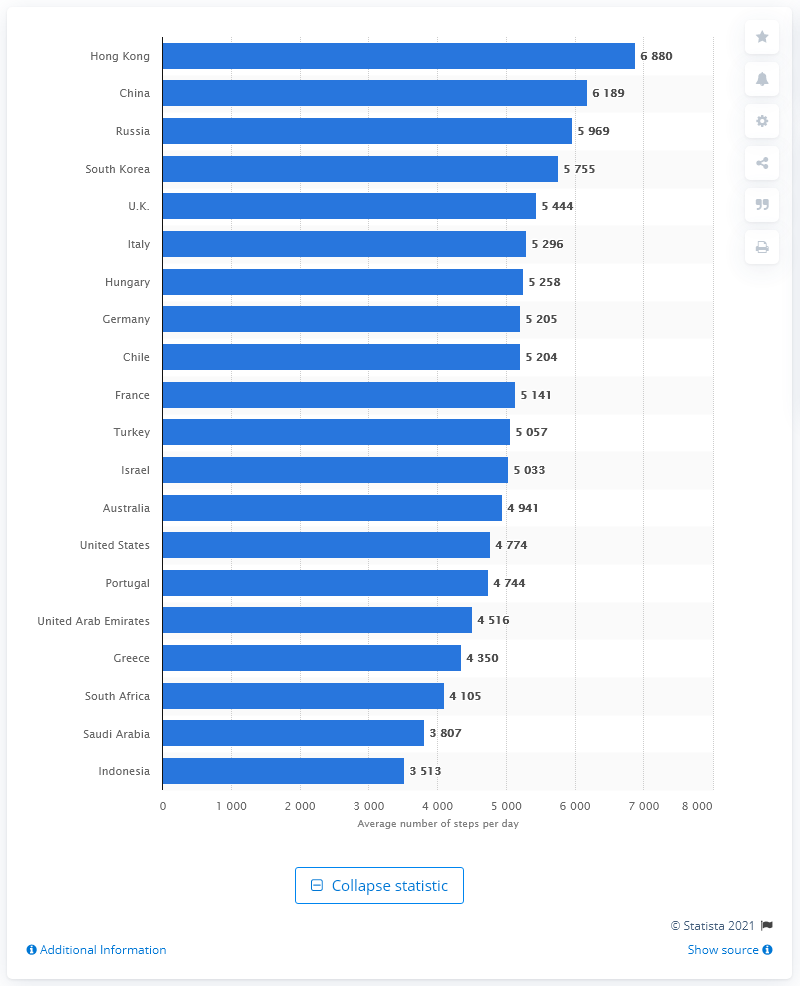 Hong Kong 6 880
China 6 189
Russia 5 969
South Korea 5 755
U.K. 5 444
Italy 5 296
Hungary 5 258
Germany 5 205
Chile 5 204
France 5 141
Turkey 5 057
Israel 5 033
Australia 4 941
United States 4 774
Portugal 4 744
United Arab Emirates 4 516
Greece 4 350
South Africa 4 105
Saudi Arabia 3 807
Indonesia 3 513
0 1 000 2 000 3 000 4 000 5 000 6 000 7 000 8 000
Average number of steps per day
Collapse statistic
© Statista 2021
Additional Information Show source